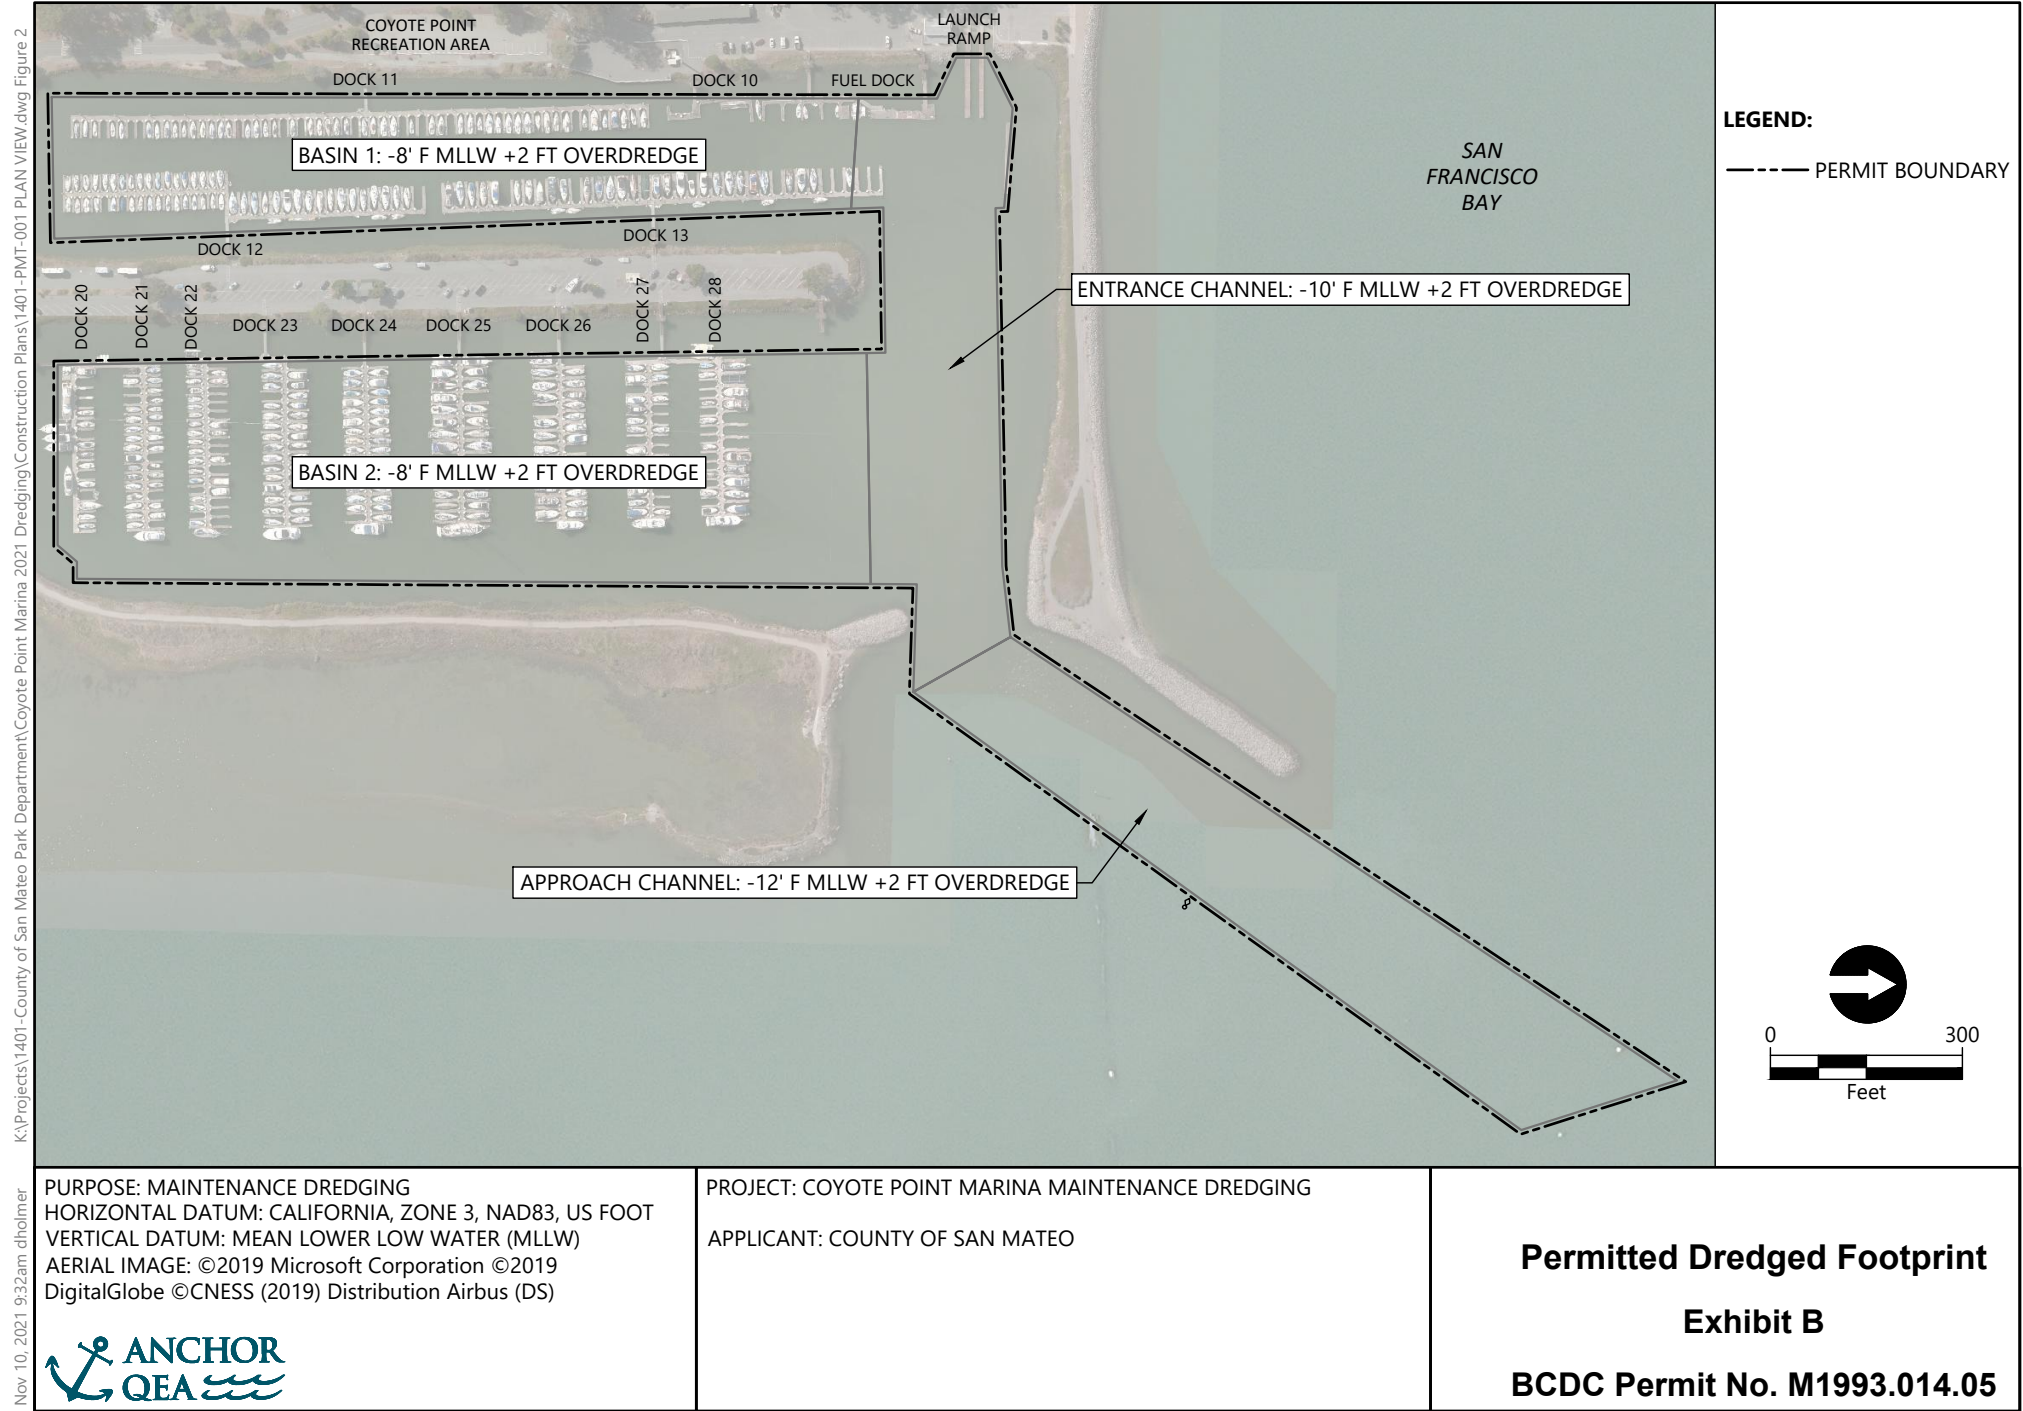 COYOTE POINT
RECREATION AREA
LAUNCH
RAMP
DOCK 11
DOCK 10
FUEL DOCK
BASIN 1: -8' F MLLW +2 FT OVERDREDGE
SAN
FRANCISCO
BAY
LEGEND:
PERMIT BOUNDARY
DOCK 12
DOCK 13
ENTRANCE CHANNEL: -10' F MLLW +2 FT OVERDREDGE
DOCK 20
DOCK 21
DOCK 22
DOCK 23
DOCK 24
DOCK 25
DOCK 26
DOCK 27
DOCK 28
BASIN 2: -8' F MLLW +2 FT OVERDREDGE
APPROACH CHANNEL: -12' F MLLW +2 FT OVERDREDGE
0 300
Feet
K:\Projects\1401-County of San Mateo Park Department\Coyote Point Marina 2021 Dredging\Construction Plans\1401-PMT-001 PLAN VIEW.dwg Figure 2
Nov 10, 2021 9:32am dholmer
PURPOSE: MAINTENANCE DREDGING
HORIZONTAL DATUM: CALIFORNIA, ZONE 3, NAD83, US FOOT
VERTICAL DATUM: MEAN LOWER LOW WATER (MLLW)
AERIAL IMAGE: ©2019 Microsoft Corporation ©2019
DigitalGlobe ©CNESS (2019) Distribution Airbus (DS)
ANCHOR
QEA
PROJECT: COYOTE POINT MARINA MAINTENANCE DREDGING
APPLICANT: COUNTY OF SAN MATEO
Permitted Dredged Footprint
Exhibit B
BCDC Permit No. M1993.014.05